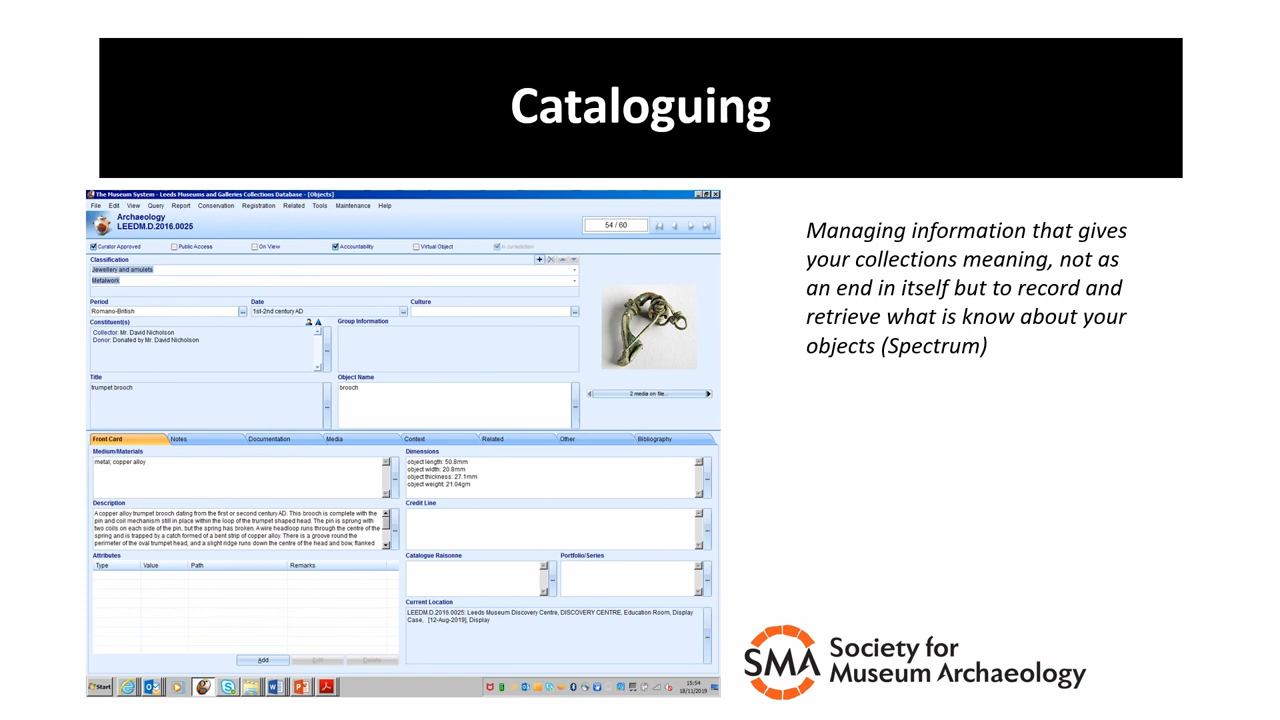 Cataloguing
The Museum System - Leeds Museums and Galleries Collections Database - [Objects]
File Edit View Query Report Conservation Registration Related Tools Maintenance Help
Archaeology
LEEDM.D.2016.0025
54 / 60
Curator Approved Public Access On View Accountability Virtual Object In Jurisdiction
Classification
Jewellery and amulets
Metalwork
Period Date Culture
Romano-British 1st-2nd century AD
Constituent(s) Group Information
Collector: Mr. David Nicholson
Donor: Donated by Mr. David Nicholson
Title Object Name
trumpet brooch brooch
2 media on file...
Front Card Notes Documentation Media Context Related Other Bibliography
Medium/Materials Dimensions
metal; copper alloy
object length: 50.8mm
object width: 20.8mm
object thickness: 27.1mm
object weight: 21.04gm
Description Credit Line
A copper alloy trumpet brooch dating from the first or second century AD. This brooch is complete with the
pin and coil mechanism still in place within the loop of the trumpet shaped head. The pin is sprung with
two coils on each side of the pin, but the spring has broken. A wire headloop runs through the centre of the
spring and is trapped by a catch formed of a bent strip of copper alloy. There is a groove round the
perimeter of the oval trumpet head, and a slight ridge runs down the centre of the head and bow, flanked
Attributes Catalogue Raisonne Portfolio/Series
Type Value Path Remarks
Current Location
LEEDM.D.2016.0025: Leeds Museum Discovery Centre, DISCOVERY CENTRE, Education Room, Display
Case, [12-Aug-2019], Display
Add Edit Delete
Start
15:54
18/11/2019
Managing information that gives
your collections meaning, not as
an end in itself but to record and
retrieve what is know about your
objects (Spectrum)
SMA
Society for
Museum Archaeology